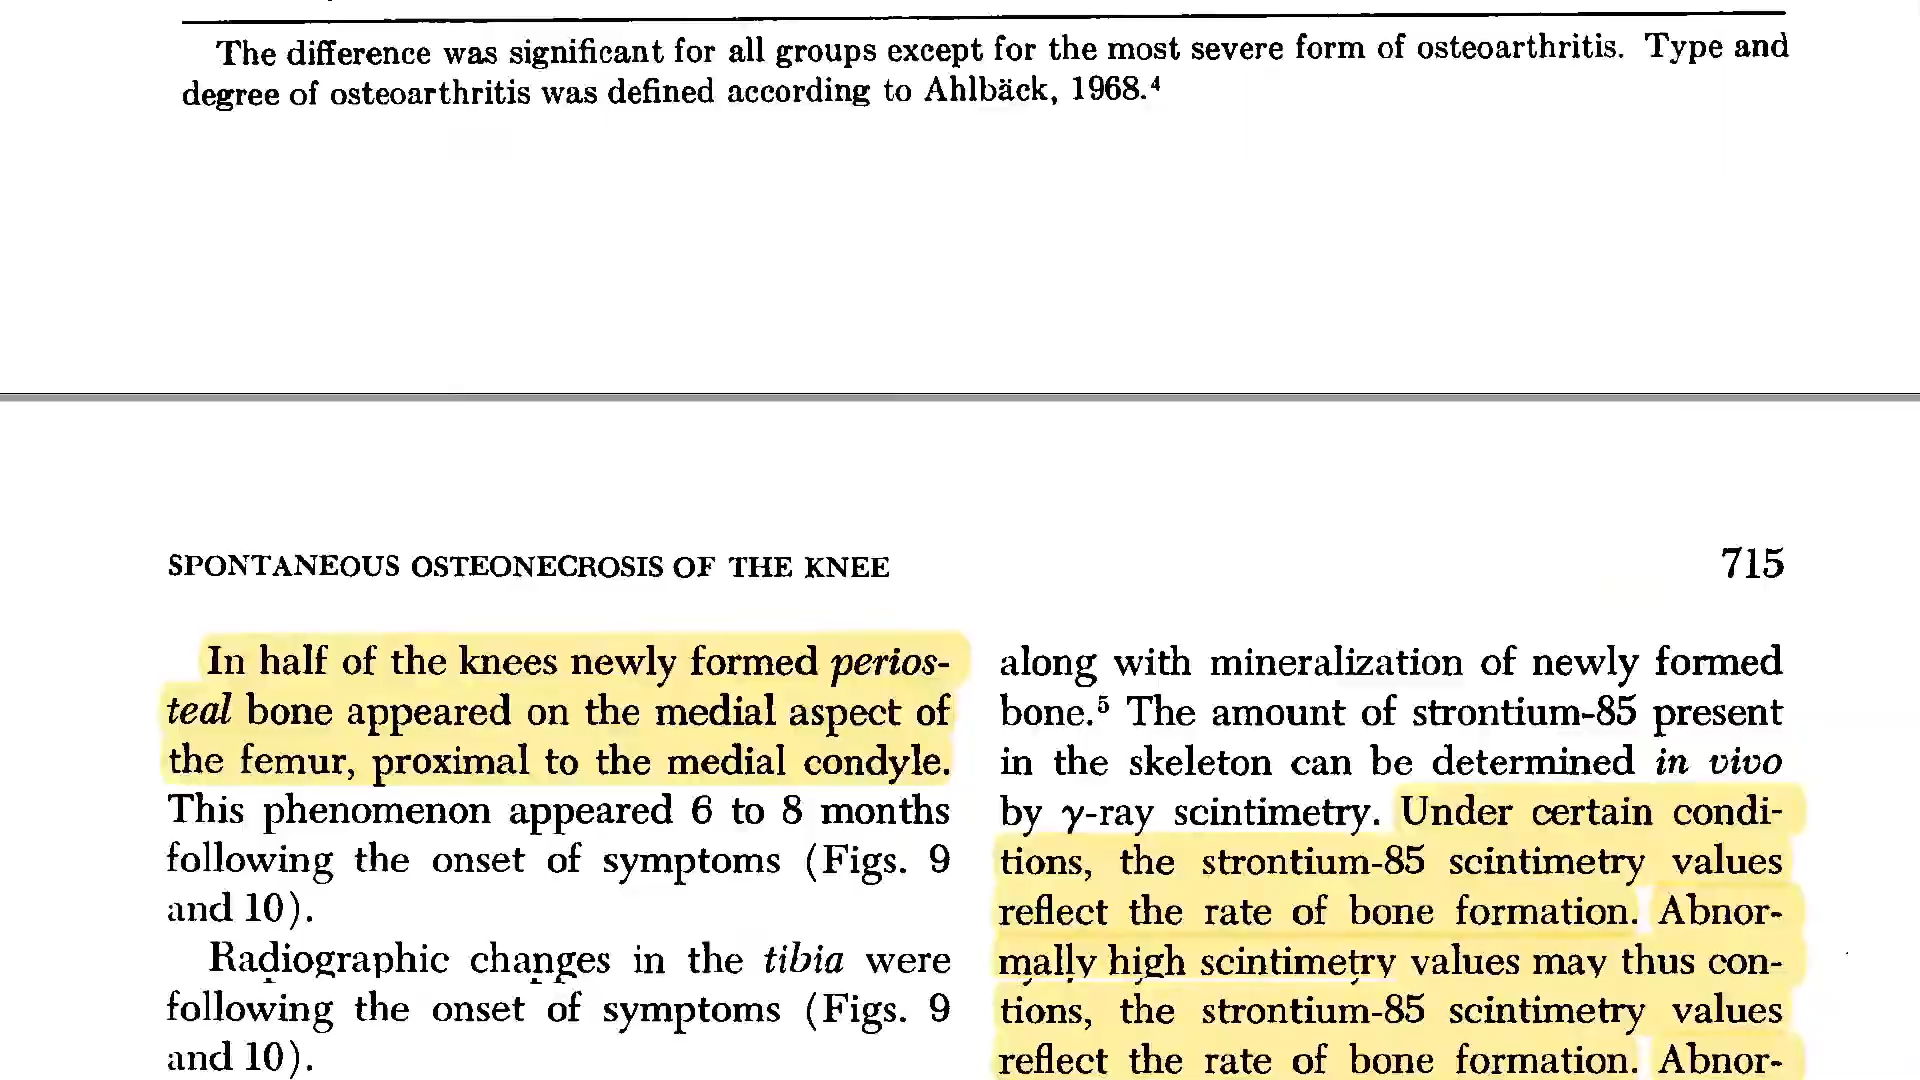 The difference was significant for all groups except for the most severe form of osteoarthritis. Type and
degree of osteoarthritis was defined according to Ahlbäck, 1968.⁴
SPONTANEOUS OSTEONECROSIS OF THE KNEE
715
In half of the knees newly formed perios-
teal bone appeared on the medial aspect of
the femur, proximal to the medial condyle.
This phenomenon appeared 6 to 8 months
following the onset of symptoms (Figs. 9
and 10).
Radiographic changes in the tibia were
following the onset of symptoms (Figs. 9
and 10).
along with mineralization of newly formed
bone.⁵ The amount of strontium-85 present
in the skeleton can be determined in vivo
by γ-ray scintimetry. Under certain condi-
tions, the strontium-85 scintimetry values
reflect the rate of bone formation. Abnor-
mally high scintimetry values may thus con-
tions, the strontium-85 scintimetry values
reflect the rate of bone formation. Abnor-